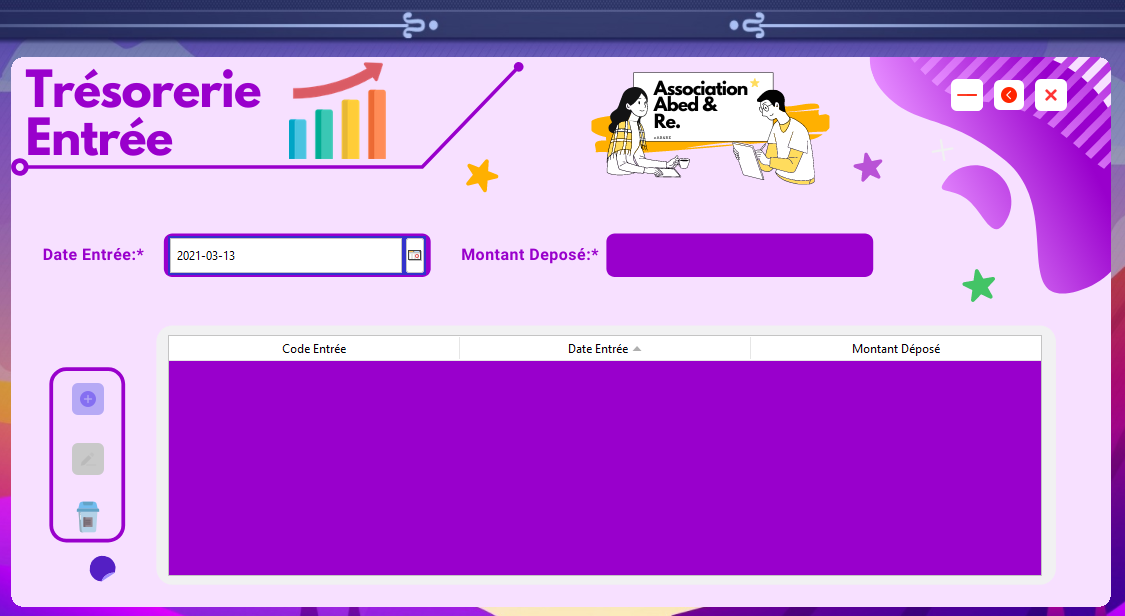 Trésorerie
Entrée
Association
Abed &
Re.
Date Entrée:*
2021-03-13
Montant Deposé:*
Code Entrée
Date Entrée
Montant Déposé